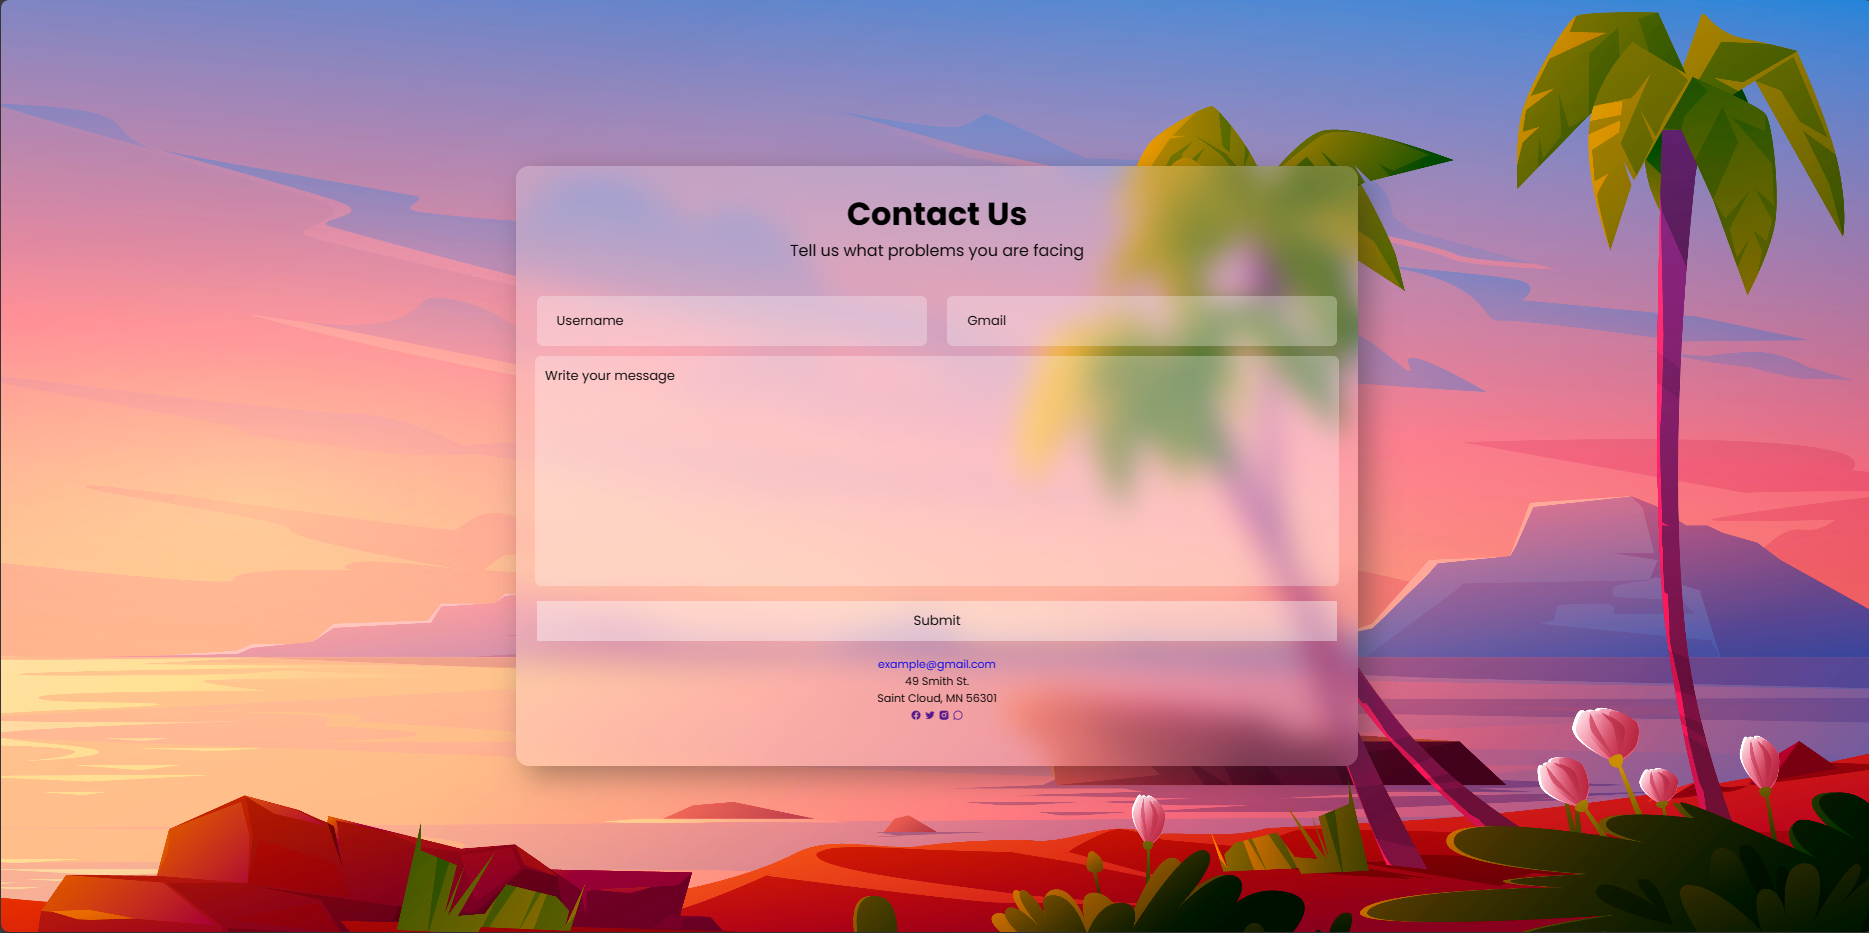 Contact Us
Tell us what problems you are facing
Username
Gmail
Write your message
Submit
example@gmail.com
49 Smith St.
Saint Cloud, MN 56301